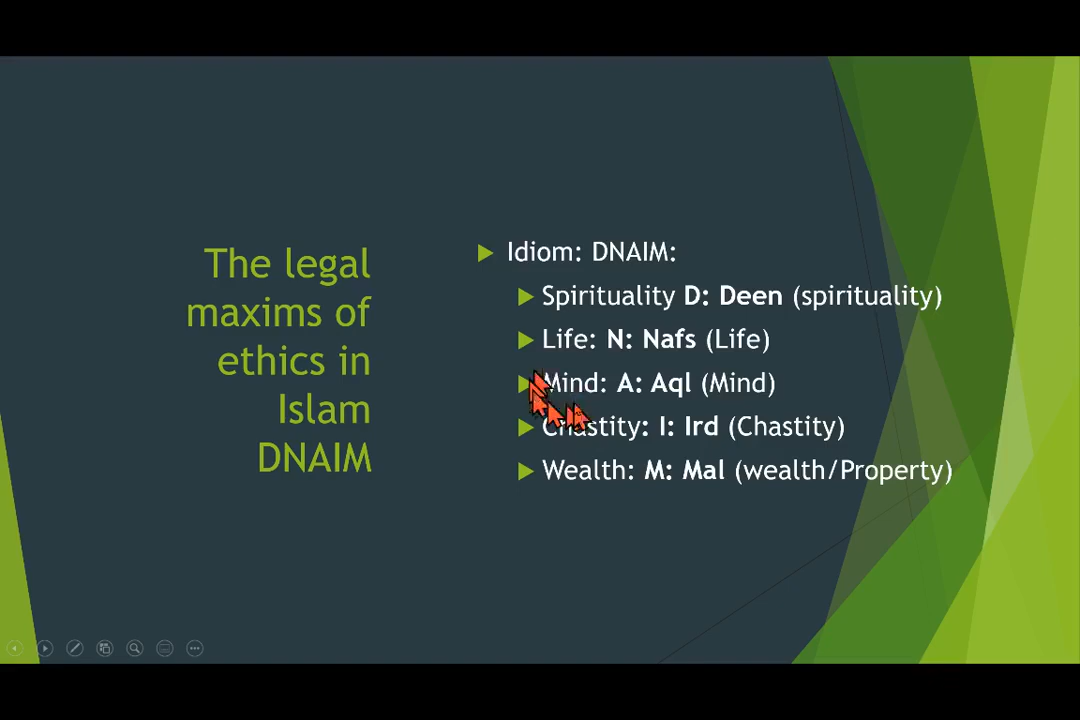 The legal
maxims of
ethics in
Islam
DNAIM
Idiom: DNAIM:
Spirituality D: Deen (spirituality)
Life: N: Nafs (Life)
Mind: A: Aql (Mind)
Chastity: I: Ird (Chastity)
Wealth: M: Mal (wealth/Property)